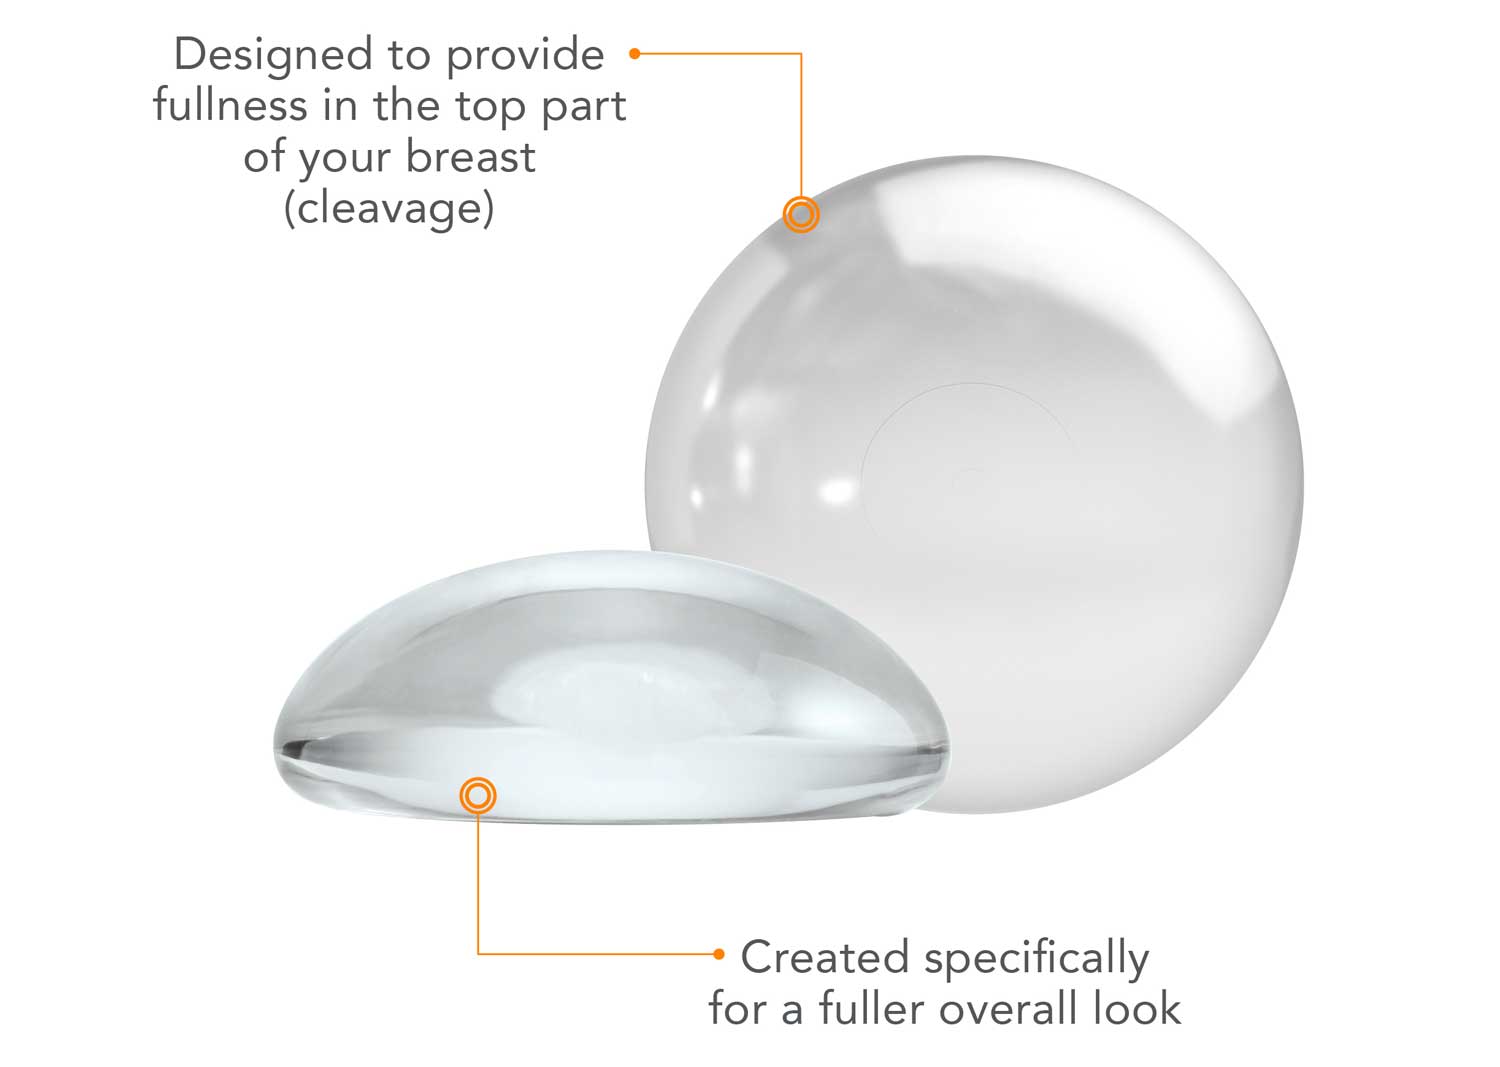 Designed to provide
fullness in the top part
of your breast
(cleavage)
Created specifically
for a fuller overall look